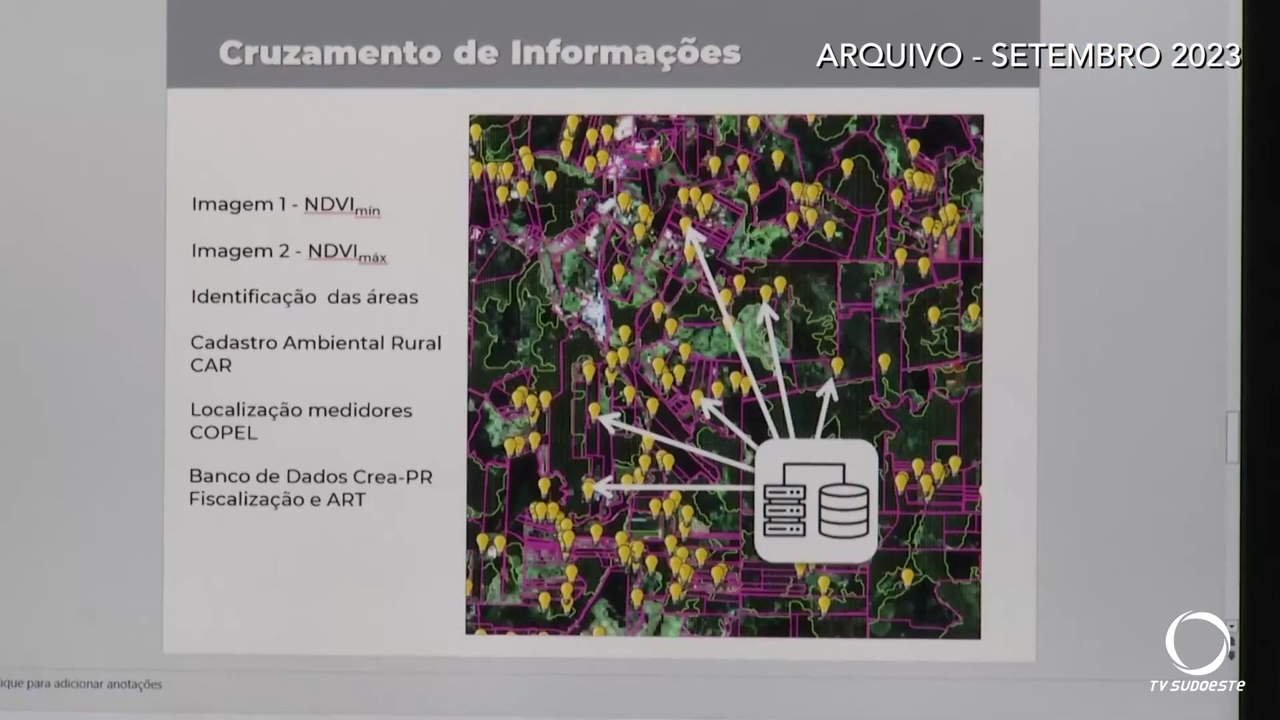 Cruzamento de Informações
ARQUIVO - SETEMBRO 2023
Imagem 1 - NDVImín
Imagem 2 - NDVImáx
Identificação das áreas
Cadastro Ambiental Rural
CAR
Localização medidores
COPEL
Banco de Dados Crea-PR
Fiscalização e ART
ique para adicionar anotações
TV SUDOESTE